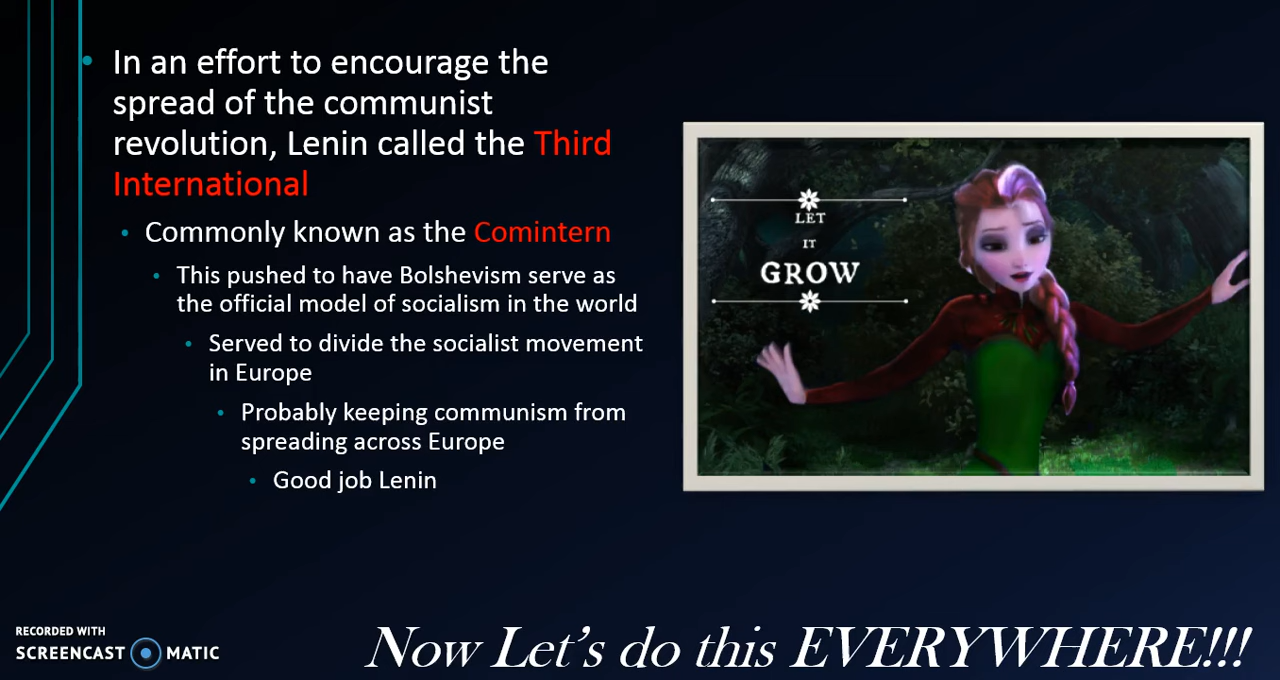 In an effort to encourage the
spread of the communist
revolution, Lenin called the Third
International
Commonly known as the Comintern
This pushed to have Bolshevism serve as
the official model of socialism in the world
Served to divide the socialist movement
in Europe
Probably keeping communism from
spreading across Europe
Good job Lenin
LET
IT
GROW
RECORDED WITH
SCREENCAST MATIC
Now Let's do this EVERYWHERE!!!